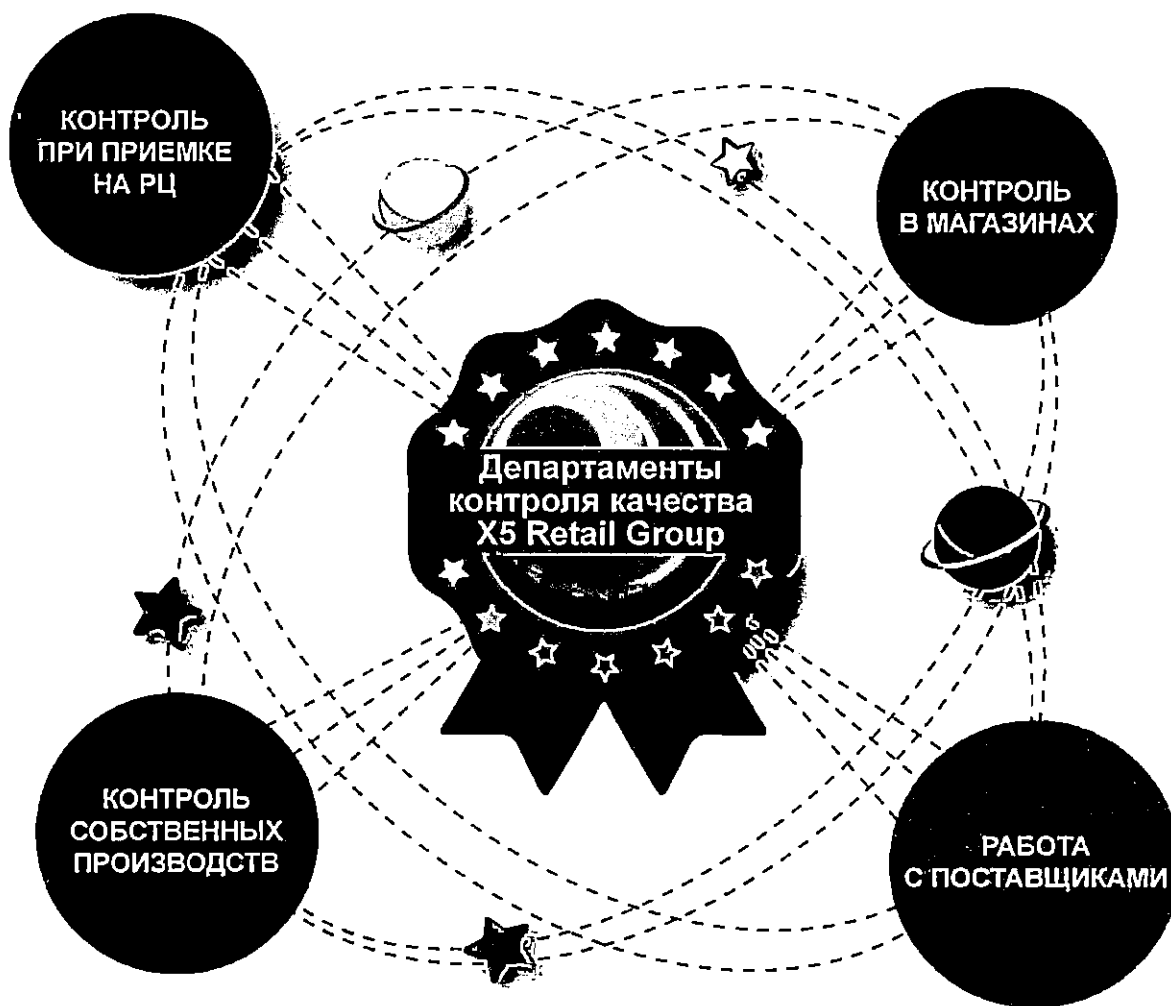 КОНТРОЛЬ
ПРИ ПРИЕМКЕ
НА РЦ
КОНТРОЛЬ
В МАГАЗИНАХ
Департаменты
контроля качества
X5 Retail Group
КОНТРОЛЬ
СОБСТВЕННЫХ
ПРОИЗВОДСТВ
РАБОТА
С ПОСТАВЩИКАМИ